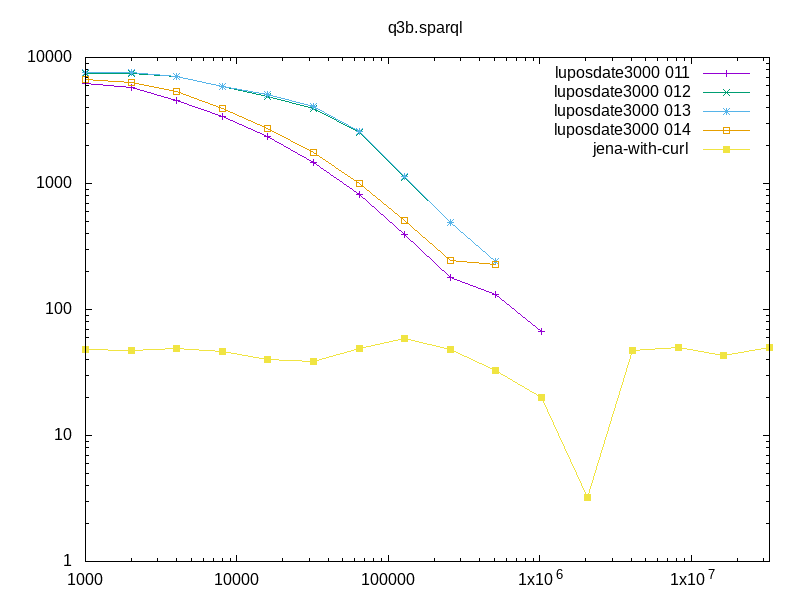 q3b.sparql
10000
1000
100
10
1
luposdate3000 011
luposdate3000 012
luposdate3000 013
luposdate3000 014
jena-with-curl
1000 10000 100000 1x10^6 1x10^7